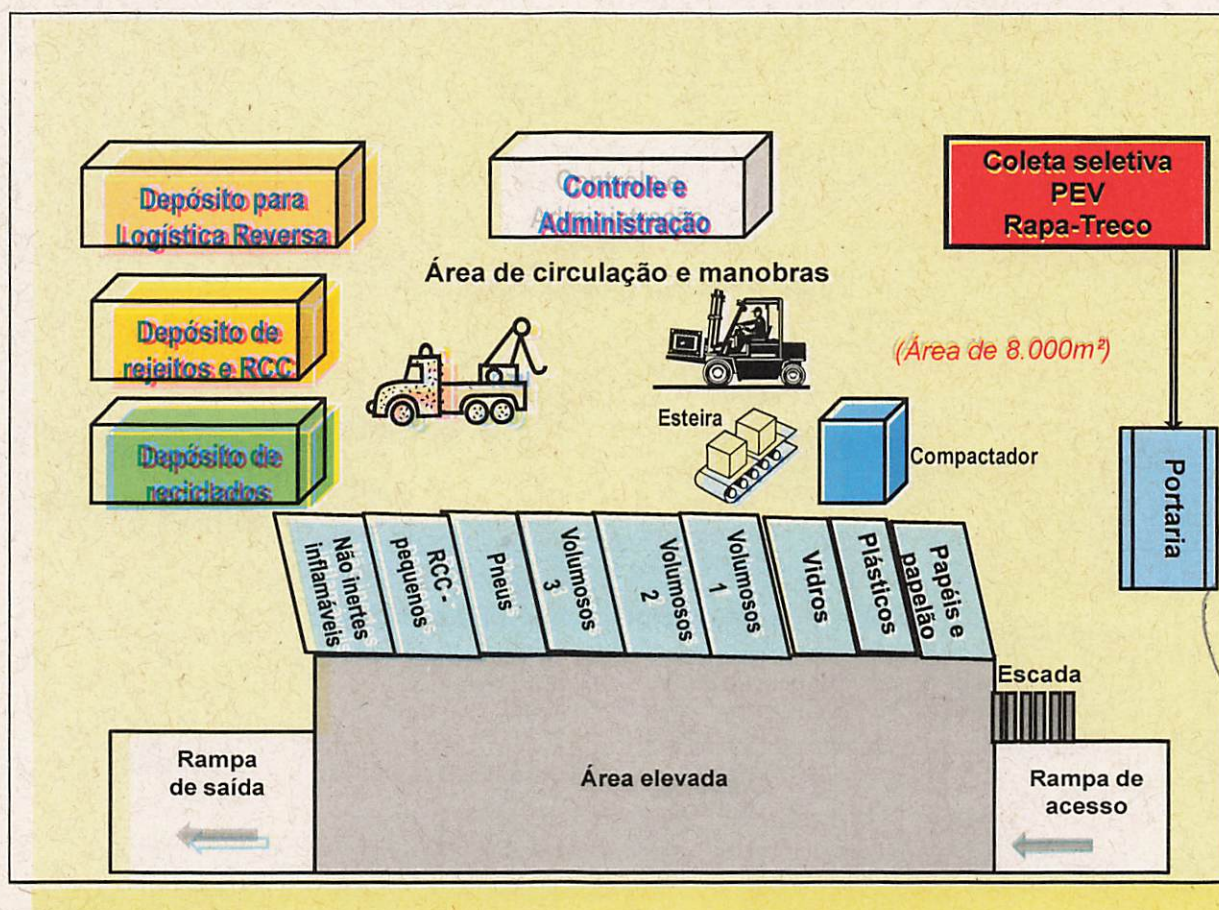 Depósito para
Logística Reversa
Controle e
Administração
Coleta seletiva
PEV
Rapa-Treco
Área de circulação e manobras
Depósito de
rejeitos e RCC
(Área de 8.000m²)
Depósito de
reciclados
Esteira
Compactador
Portaria
Não inertes
inflamáveis
RCC -
pequenos
Pneus
Volumosos
3
Volumosos
2
Volumosos
1
Vidros
Plásticos
Papéis e
papelão
Escada
Rampa
de saída
Área elevada
Rampa de
acesso